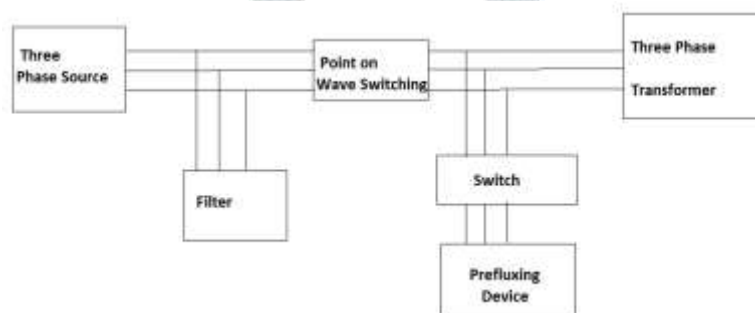 Three
Phase Source
Point on
Wave Switching
Three Phase
Transformer
Filter
Switch
Prefluxing
Device